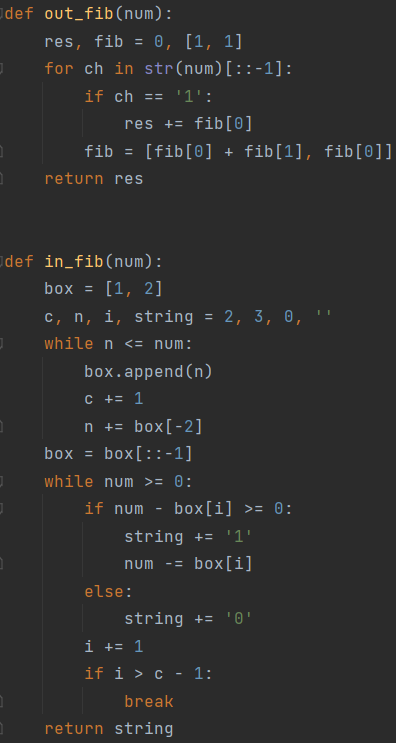 def out_fib(num):
    res, fib = 0, [1, 1]
    for ch in str(num)[::-1]:
        if ch == '1':
            res += fib[0]
        fib = [fib[0] + fib[1], fib[0]]
    return res
def in_fib(num):
    box = [1, 2]
    c, n, i, string = 2, 3, 0, ''
    while n <= num:
        box.append(n)
        c += 1
        n += box[-2]
    box = box[::-1]
    while num >= 0:
        if num - box[i] >= 0:
            string += '1'
            num -= box[i]
        else:
            string += '0'
        i += 1
        if i > c - 1:
            break
    return string